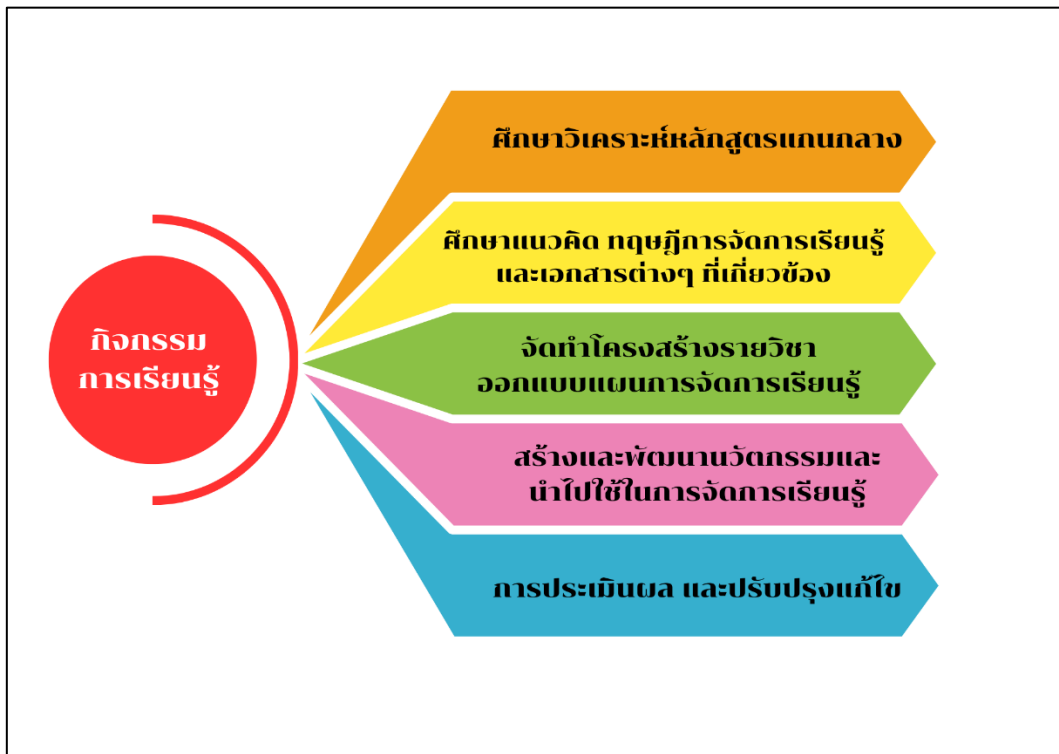 กิจกรรม
การเรียนรู้
ศึกษาวิเคราะห์หลักสูตรแกนกลาง
ศึกษาแนวคิด ทฤษฎีการจัดการเรียนรู้
และเอกสารต่างๆ ที่เกี่ยวข้อง
จัดทำโครงสร้างรายวิชา
ออกแบบแผนการจัดการเรียนรู้
สร้างและพัฒนานวัตกรรมและ
นำไปใช้ในการจัดการเรียนรู้
การประเมินผล และปรับปรุงแก้ไข